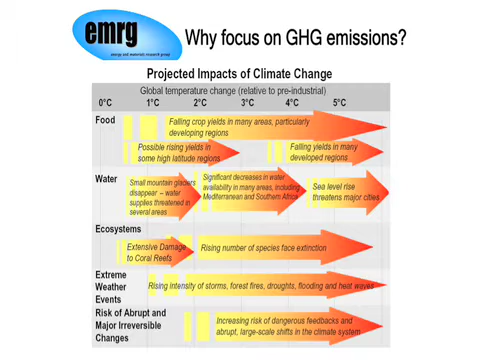 emrg
energy and materials research group
Why focus on GHG emissions?
Projected Impacts of Climate Change
Global temperature change (relative to pre-industrial)
0°C 1°C 2°C 3°C 4°C 5°C
Food
Falling crop yields in many areas, particularly
developing regions
Possible rising yields in
some high latitude regions
Falling yields in many
developed regions
Water
Small mountain glaciers
disappear – water
supplies threatened in
several areas
Significant decreases in water
availability in many areas, including
Mediterranean and Southern Africa
Sea level rise
threatens major cities
Ecosystems
Extensive Damage
to Coral Reefs
Rising number of species face extinction
Extreme
Weather
Events
Rising intensity of storms, forest fires, droughts, flooding and heat waves
Risk of Abrupt and
Major Irreversible
Changes
Increasing risk of dangerous feedbacks and
abrupt, large-scale shifts in the climate system